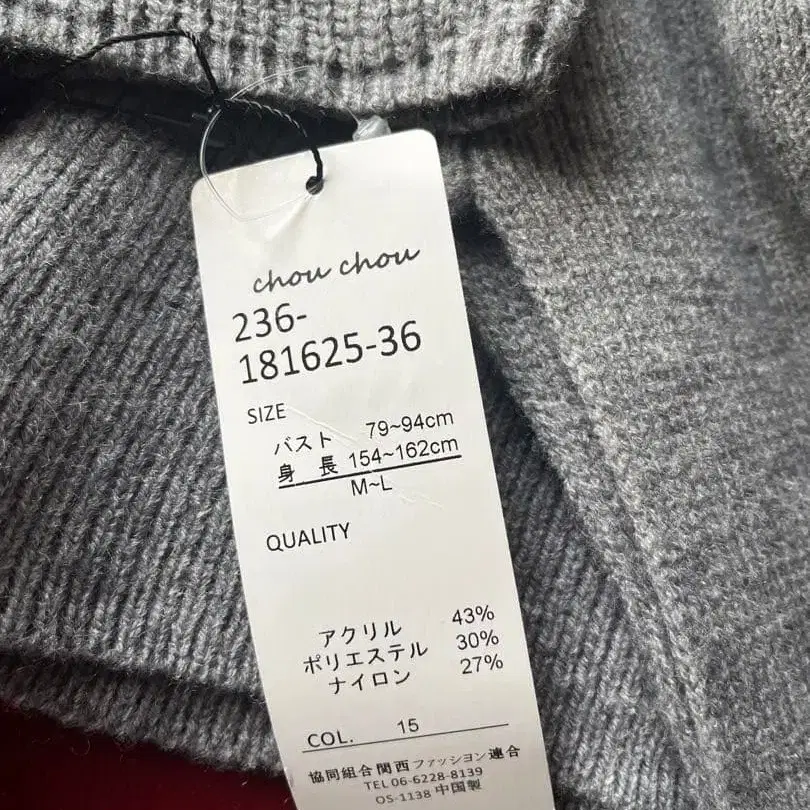 chou chou
236-
181625-36
SIZE
バスト 79~94cm
身 長 154~162cm
M~L
QUALITY
アクリル 43%
ポリエステル 30%
ナイロン 27%
COL. 15
協同組合関西ファッション連合
TEL06-6228-8139
OS-1138 中国製